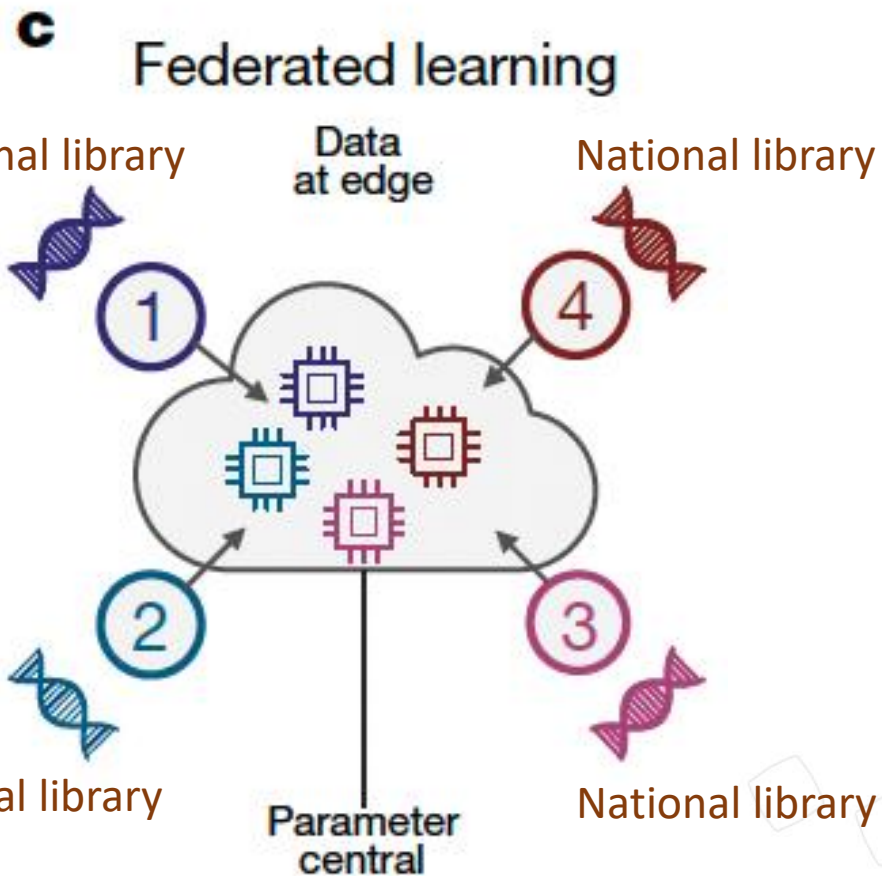 c
Federated learning
nal library
Data
at edge
National library
1
4
2
3
al library
National library
Parameter
central